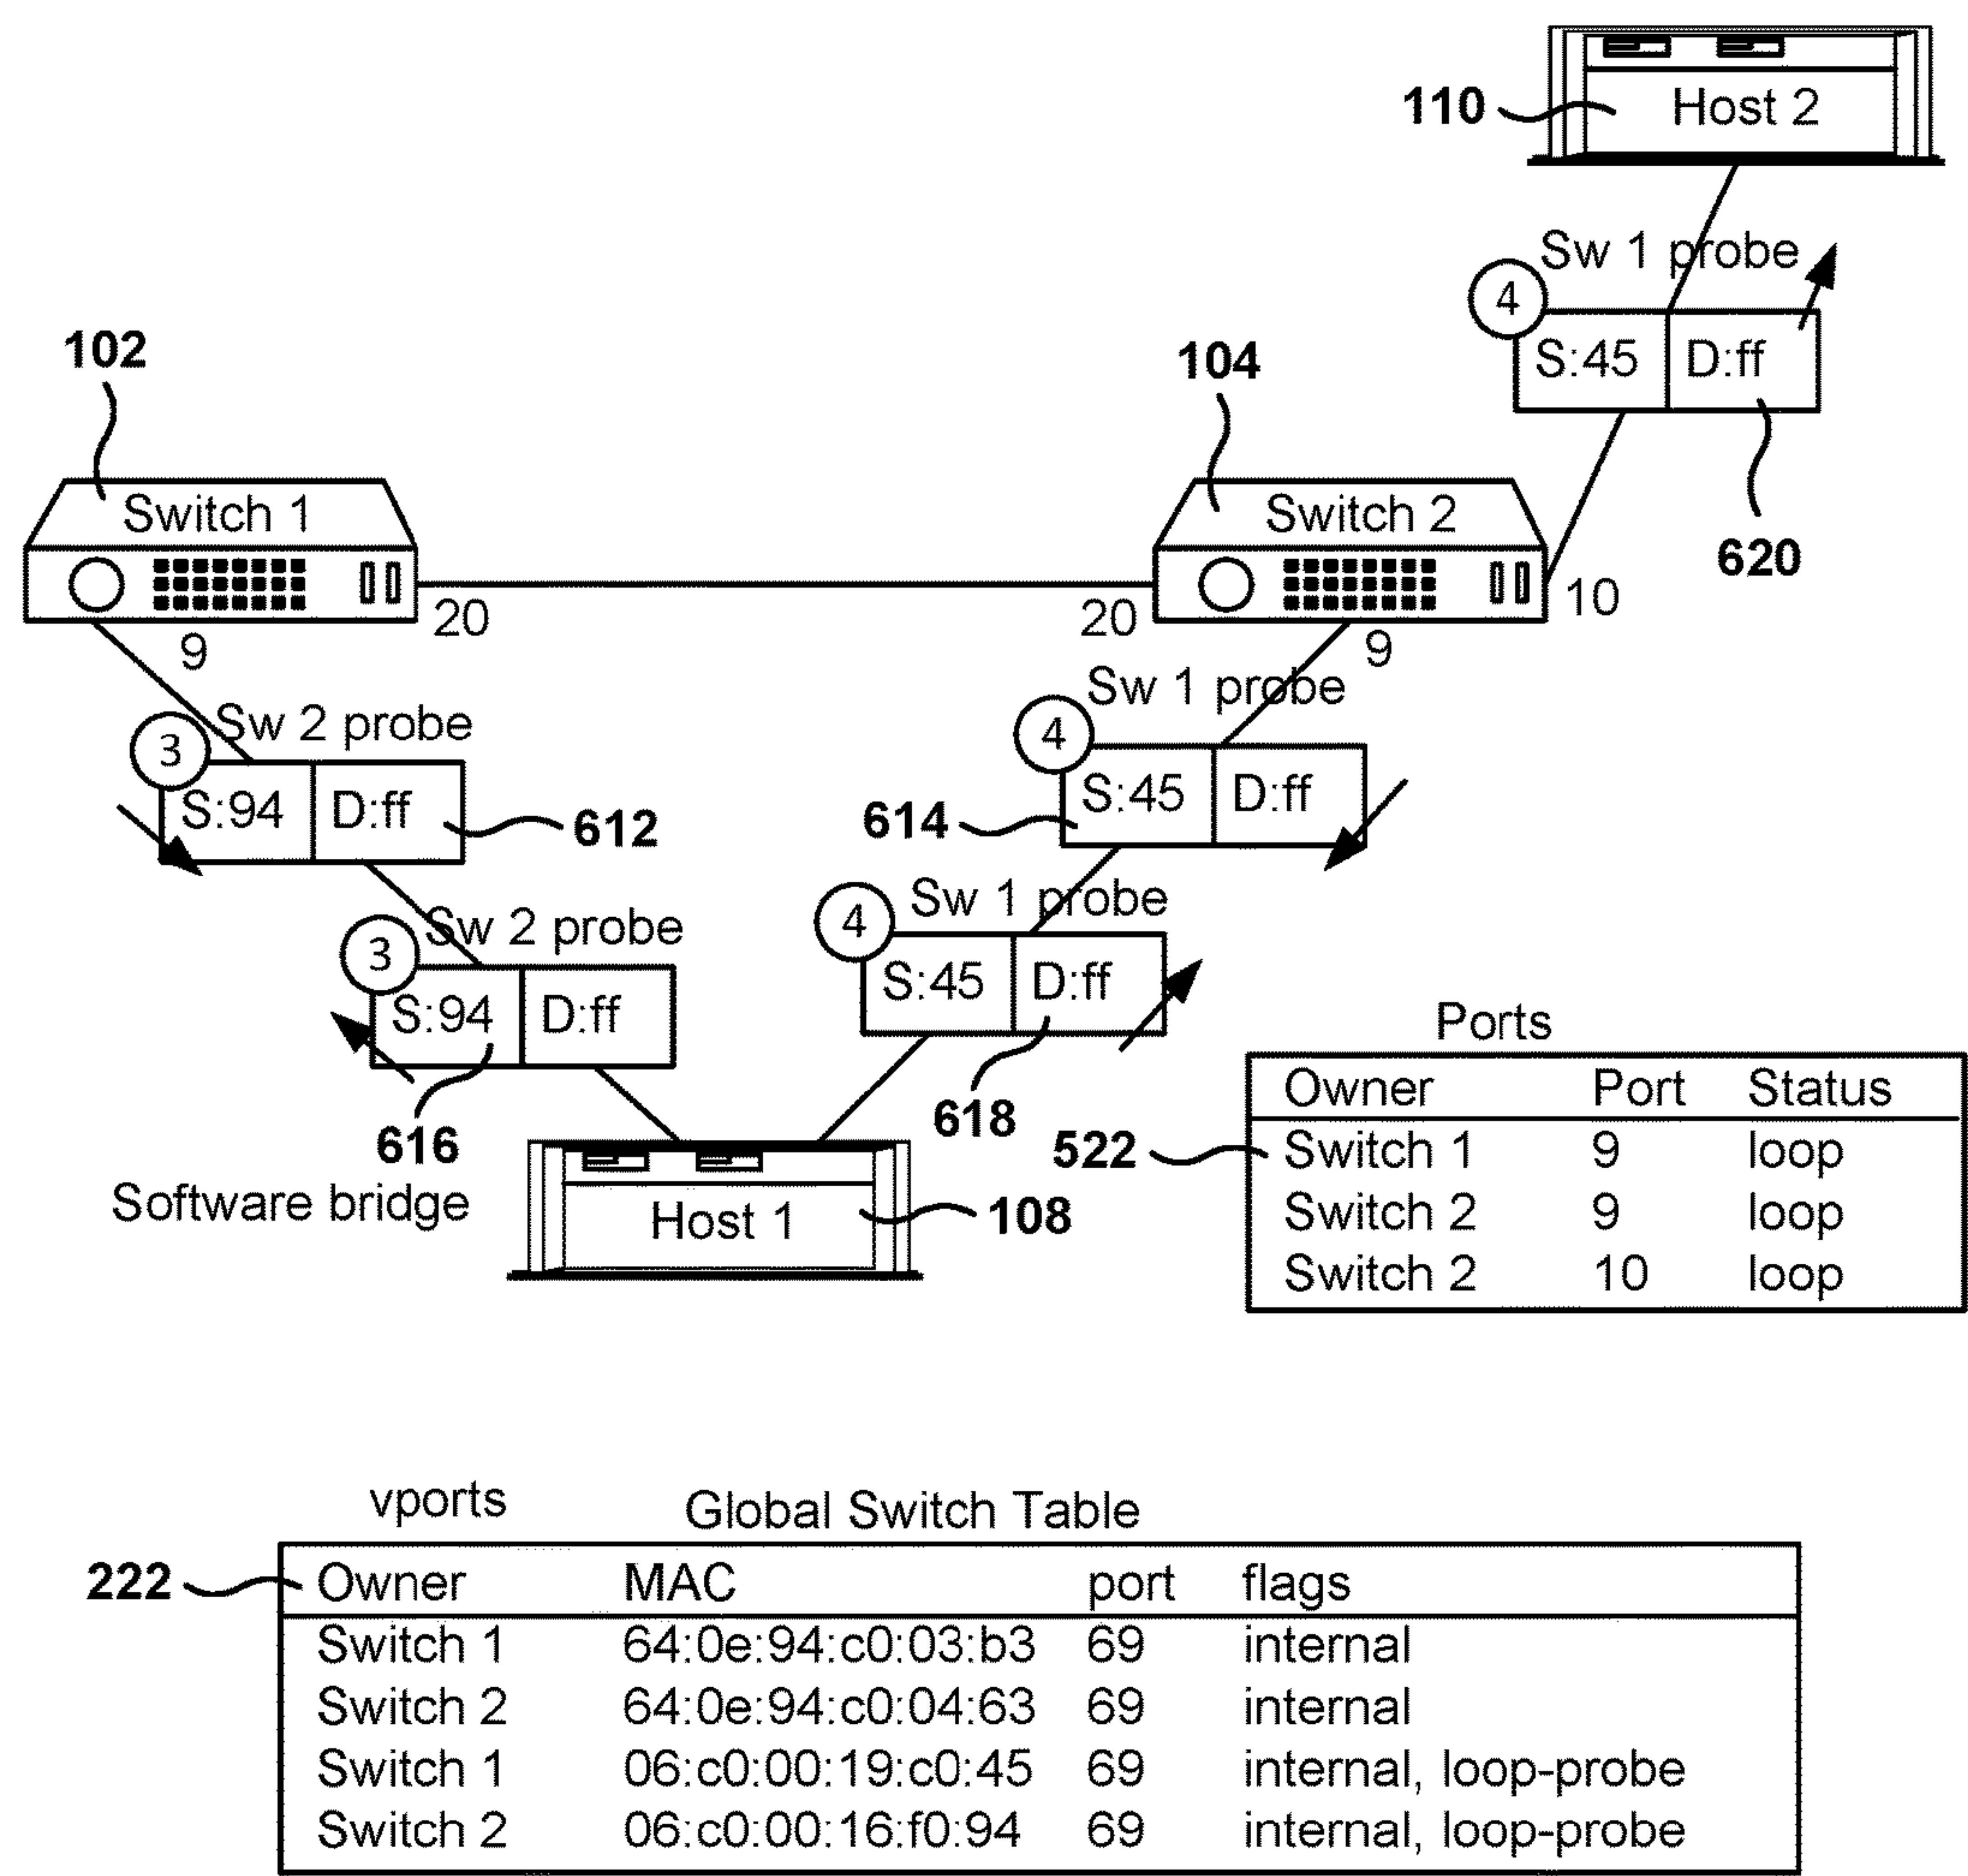 110
Host 2
Sw 1 probe
4
S:45 D:ff
620
102
104
Switch 1
Switch 2
20
20
10
9
9
Sw 2 probe
3
S:94 D:ff
612
Sw 1 probe
4
614
S:45 D:ff
Sw 2 probe
3
S:94 D:ff
616
Sw 1 probe
4
S:45 D:ff
618
Software bridge
Host 1
108
Ports
522
Owner Port Status
Switch 1 9 loop
Switch 2 9 loop
Switch 2 10 loop
vports Global Switch Table
222
Owner MAC port flags
Switch 1 64:0e:94:c0:03:b3 69 internal
Switch 2 64:0e:94:c0:04:63 69 internal
Switch 1 06:c0:00:19:c0:45 69 internal, loop-probe
Switch 2 06:c0:00:16:f0:94 69 internal, loop-probe